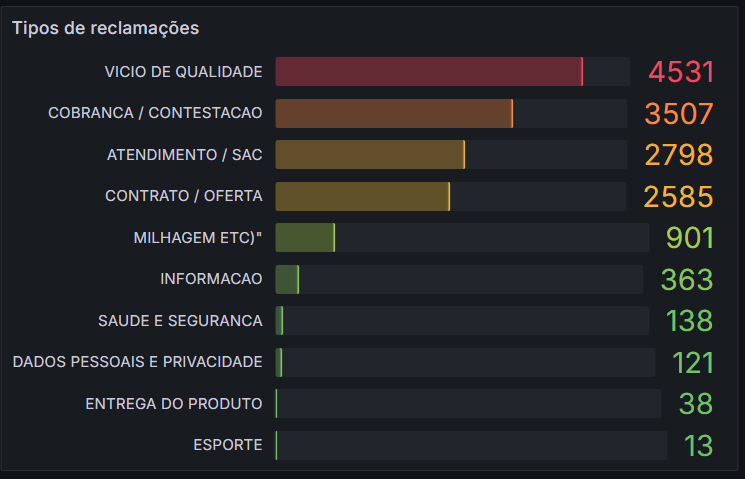 Tipos de reclamações
VICIO DE QUALIDADE 4531
COBRANCA / CONTESTACAO 3507
ATENDIMENTO / SAC 2798
CONTRATO / OFERTA 2585
MILHAGEM ETC)" 901
INFORMACAO 363
SAUDE E SEGURANCA 138
DADOS PESSOAIS E PRIVACIDADE 121
ENTREGA DO PRODUTO 38
ESPORTE 13